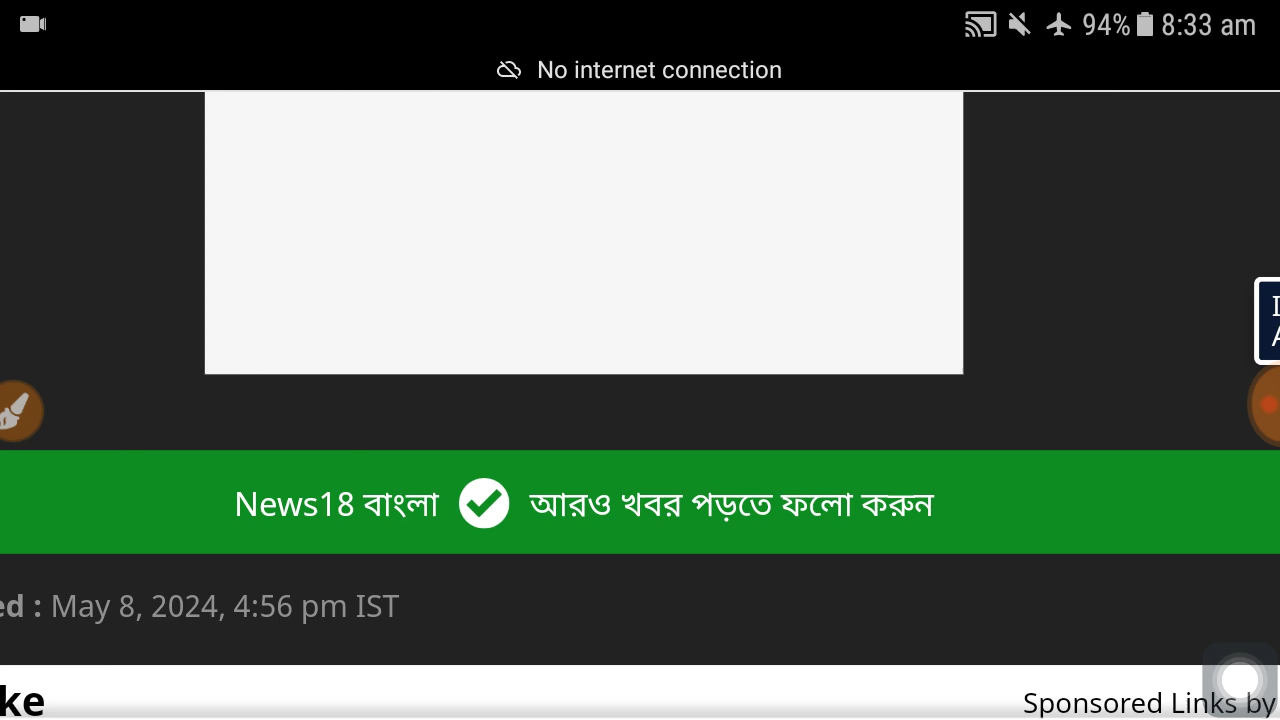 94% 8:33 am
No internet connection
I
A
News18 বাংলা আরও খবর পড়তে ফলো করুন
ed : May 8, 2024, 4:56 pm IST
ke
Sponsored Links by